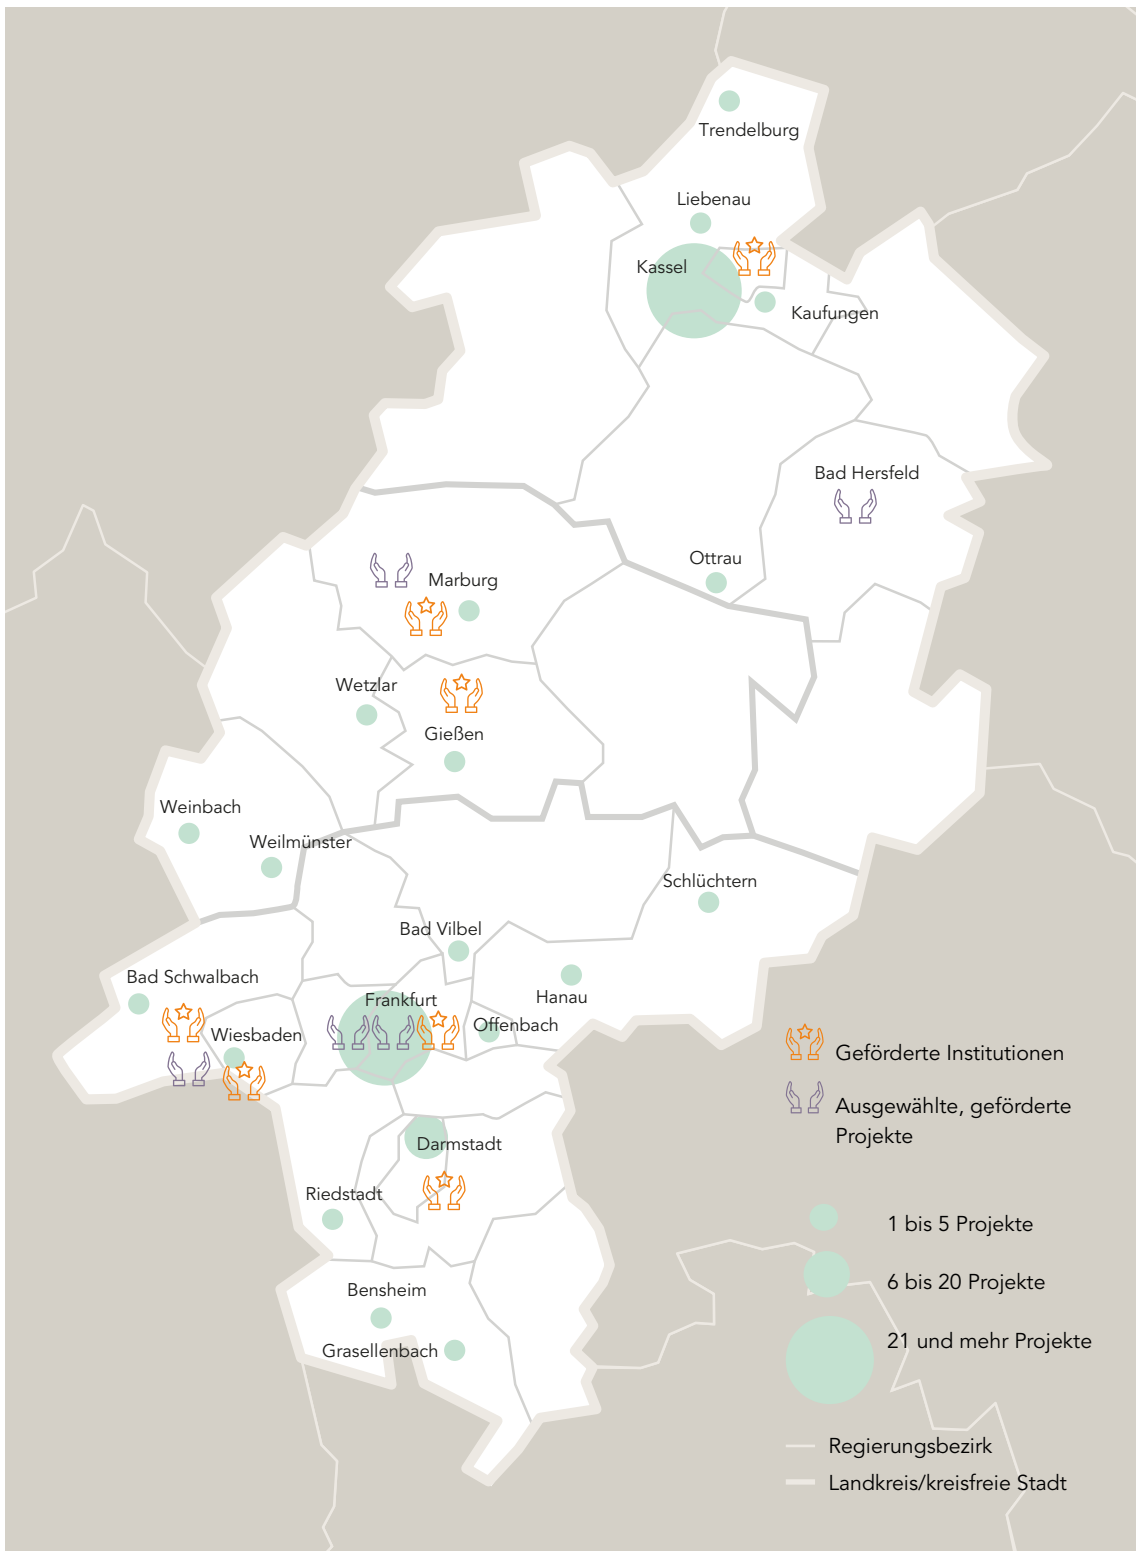 Trendelburg
Liebenau
Kassel
Kaufungen
Bad Hersfeld
Ottrau
Marburg
Wetzlar
Gießen
Weinbach
Weilmünster
Schlüchtern
Bad Vilbel
Bad Schwalbach
Hanau
Frankfurt
Offenbach
Wiesbaden
Darmstadt
Riedstadt
Bensheim
Grasellenbach
Geförderte Institutionen
Ausgewählte, geförderte
Projekte
1 bis 5 Projekte
6 bis 20 Projekte
21 und mehr Projekte
Regierungsbezirk
Landkreis/kreisfreie Stadt